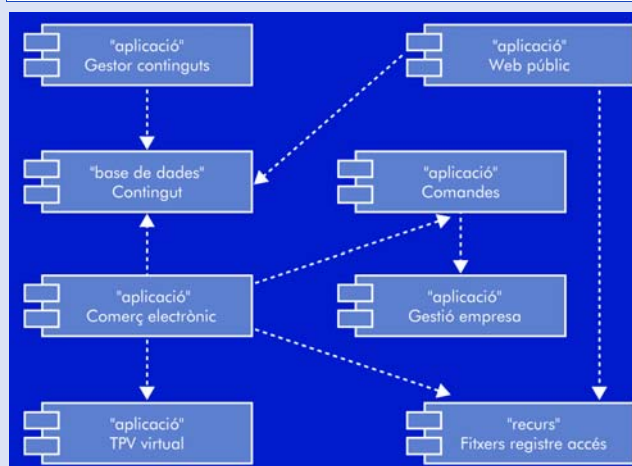 "aplicació"
Gestor continguts
"aplicació"
Web públic
"base de dades"
Contingut
"aplicació"
Comandes
"aplicació"
Comerç electrònic
"aplicació"
Gestió empresa
"aplicació"
TPV virtual
"recurs"
Fitxers registre accés